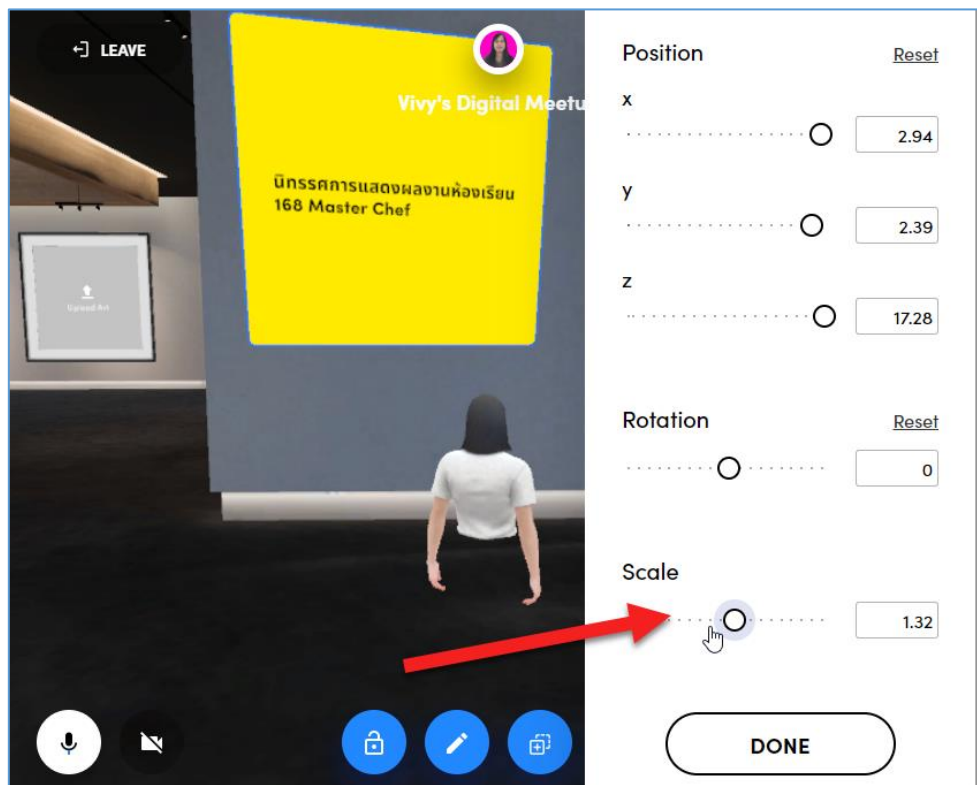 LEAVE
Vivy's Digital Meetu
นิทรรศการแสดงผลงานห้องเรียน
168 Master Chef
Upload Art
Position Reset
x
2.94
y
2.39
z
17.28
Rotation Reset
0
Scale
1.32
DONE